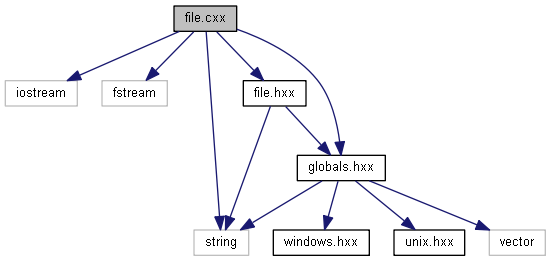 file.cxx
iostream
fstream
file.hxx
globals.hxx
string
windows.hxx
unix.hxx
vector